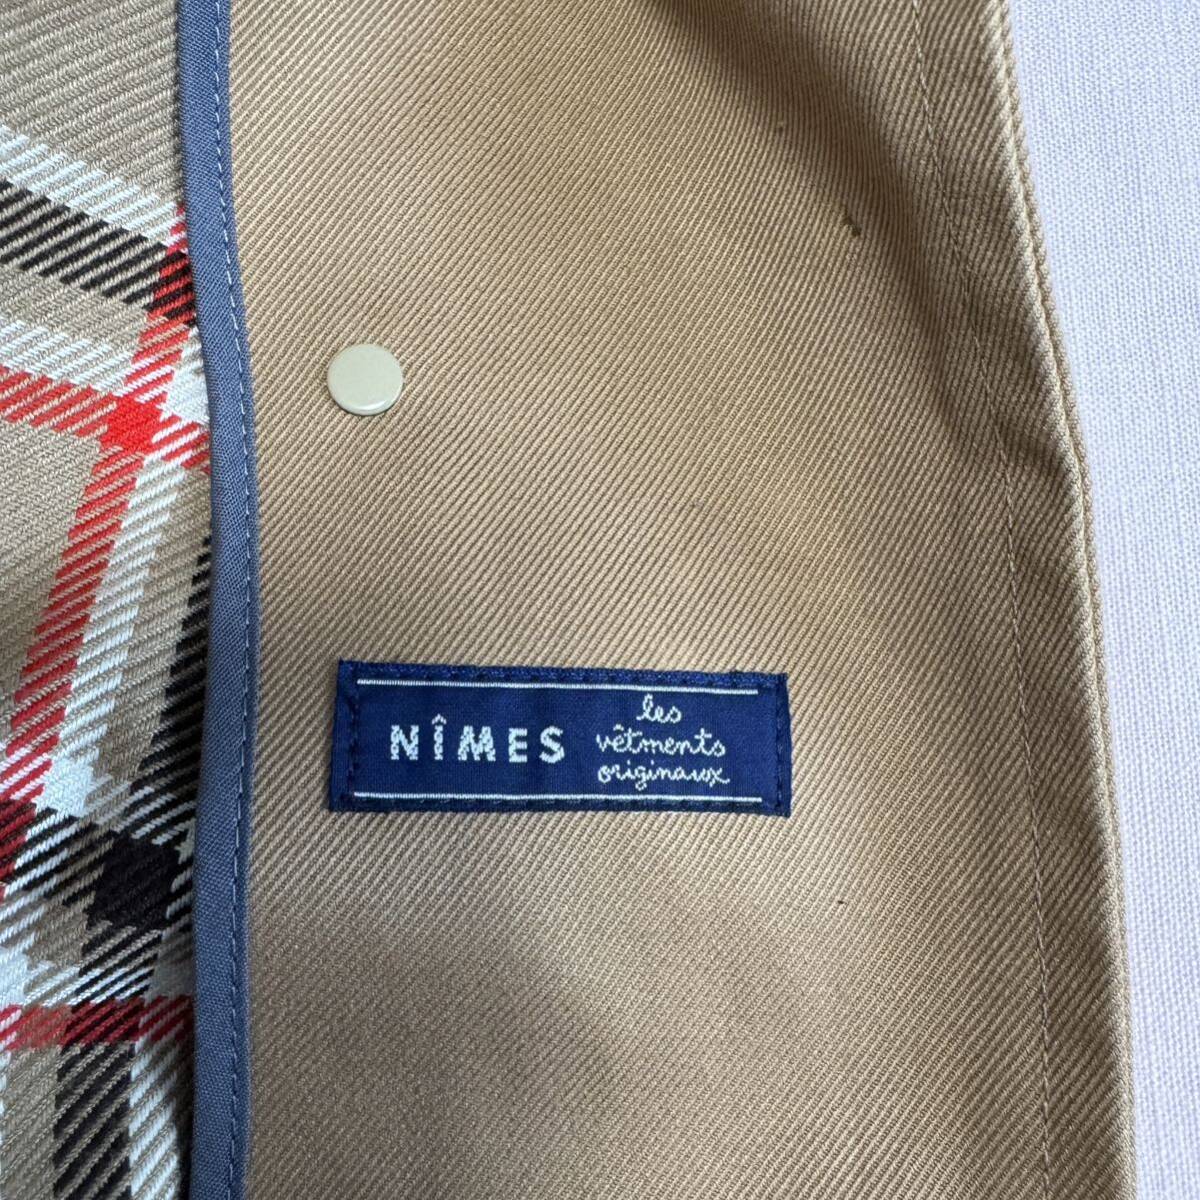 NÎMES
les
vêtments
originaux